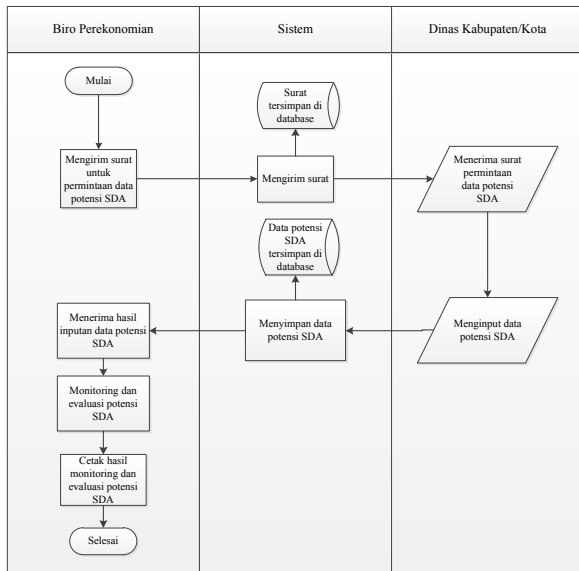 Biro Perekonomian
Sistem
Dinas Kabupaten/Kota
Mulai
Surat
tersimpan di
database
Mengirim surat
untuk
permintaan data
potensi SDA
Mengirim surat
Menerima surat
permintaan
data potensi
SDA
Data potensi
SDA
tersimpan di
database
Menerima hasil
inputan data potensi
SDA
Menyimpan data
potensi SDA
Menginput data
potensi SDA
Monitoring dan
evaluasi potensi
SDA
Cetak hasil
monitoring dan
evaluasi potensi
SDA
Selesai